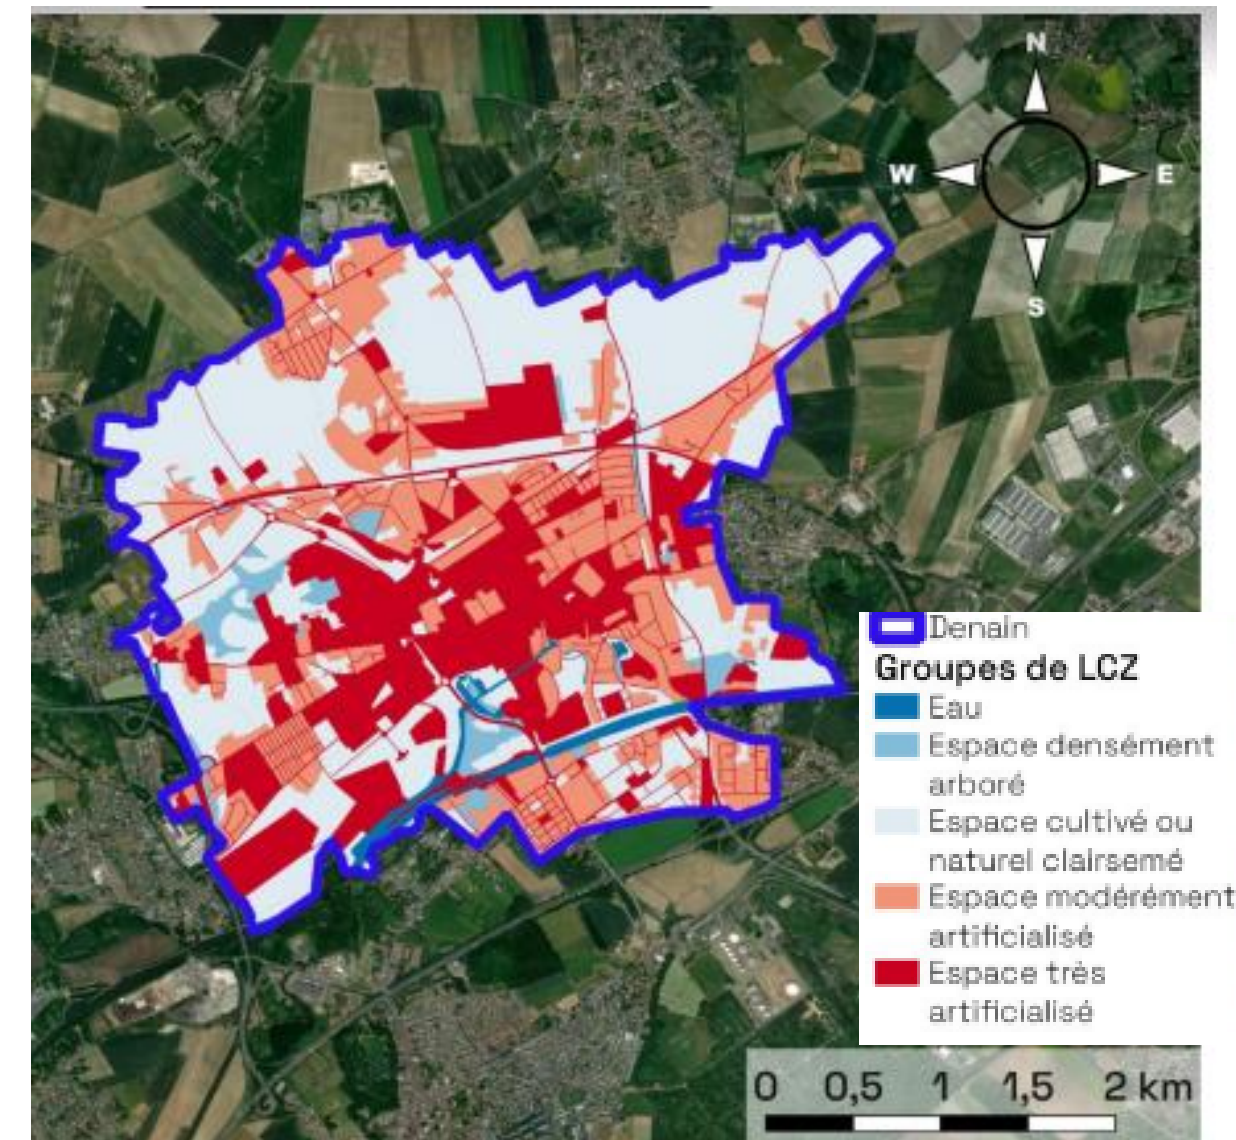 N
W E
S
Denain
Groupes de LCZ
Eau
Espace densément
arboré
Espace cultivé ou
naturel clairsemé
Espace modérément
artificialisé
Espace très
artificialisé
0 0,5 1 1,5 2 km